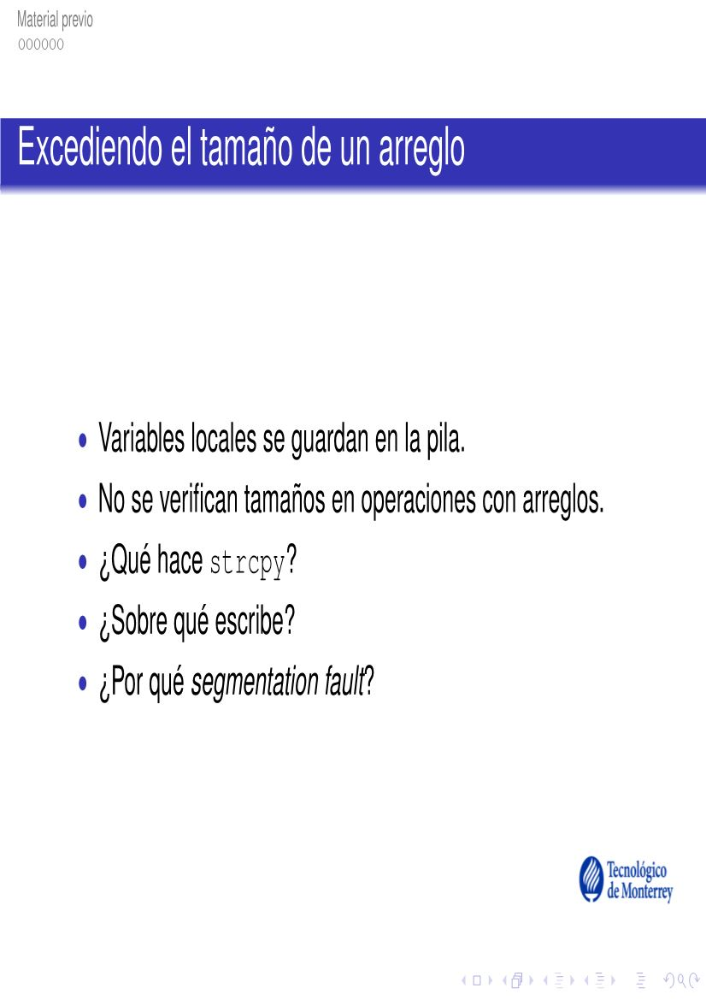 Material previo
Excediendo el tamaño de un arreglo
• Variables locales se guardan en la pila.
• No se verifican tamaños en operaciones con arreglos.
• ¿Qué hace strcpy?
• ¿Sobre qué escribe?
• ¿Por qué segmentation fault?
Tecnológico
de Monterrey